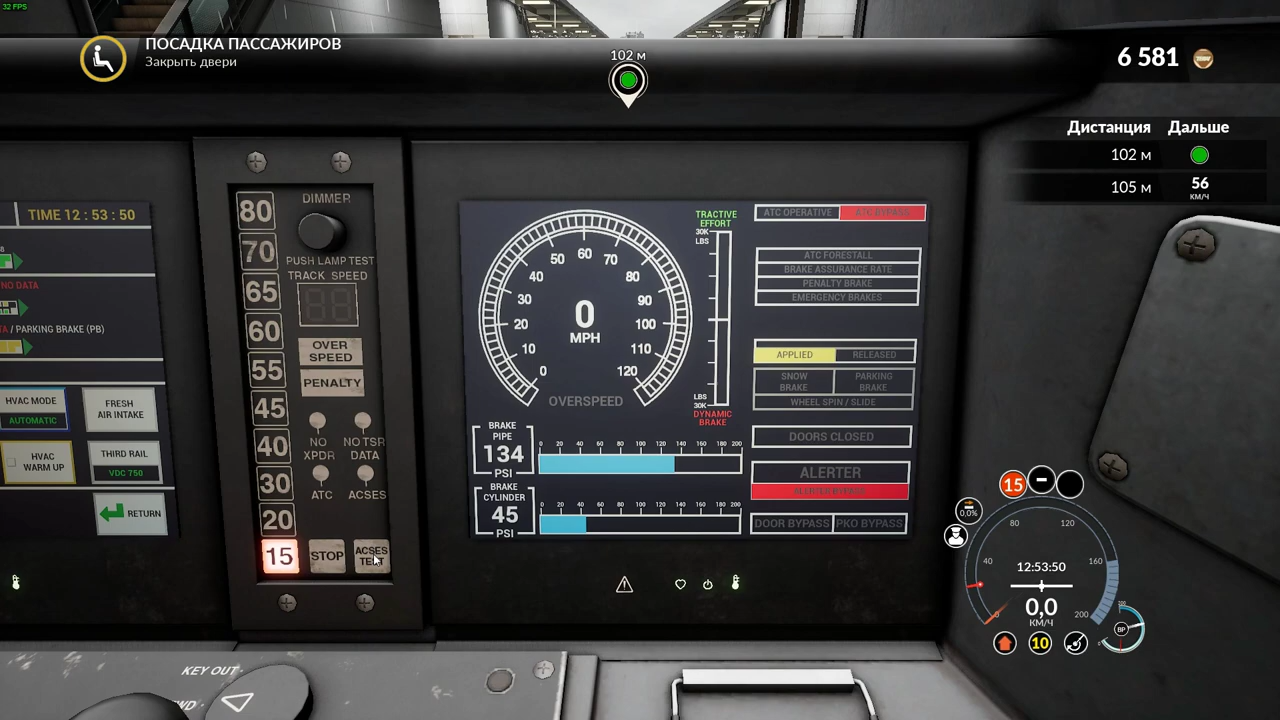 32 FPS
ПОСАДКА ПАССАЖИРОВ
Закрыть двери
102 м
6 581
Дистанция Дальше
102 м
105 м 56
км/ч
TIME 12 : 53 : 50
NO DATA
/ PARKING BRAKE (PB)
HVAC MODE
AUTOMATIC
FRESH
AIR INTAKE
HVAC
WARM UP
THIRD RAIL
VDC 750
RETURN
80
70
65
60
55
45
40
30
20
15
DIMMER
PUSH LAMP TEST
TRACK SPEED
OVER
SPEED
PENALTY
NO
XPDR
NO TSR
DATA
ATC
ACSES
STOP
ACSES
TEST
0
10
20
30
40
50
60
70
80
90
100
110
120
0
MPH
OVERSPEED
TRACTIVE
EFFORT
30K
LBS
LBS
30K
DYNAMIC
BRAKE
BRAKE
PIPE
134
PSI
0 20 40 60 80 100 120 140 160 180 200
BRAKE
CYLINDER
45
PSI
0 20 40 60 80 100 120 140 160 180 200
ATC OPERATIVE ATC BYPASS
ATC FORESTALL
BRAKE ASSURANCE RATE
PENALTY BRAKE
EMERGENCY BRAKES
APPLIED RELEASED
SNOW
BRAKE
PARKING
BRAKE
WHEEL SPIN / SLIDE
DOORS CLOSED
ALERTER
ALERTER BYPASS
DOOR BYPASS PKO BYPASS
KEY OUT
15
0,0%
0
40
80
120
160
200
12:53:50
0,0
КМ/Ч
10
BP